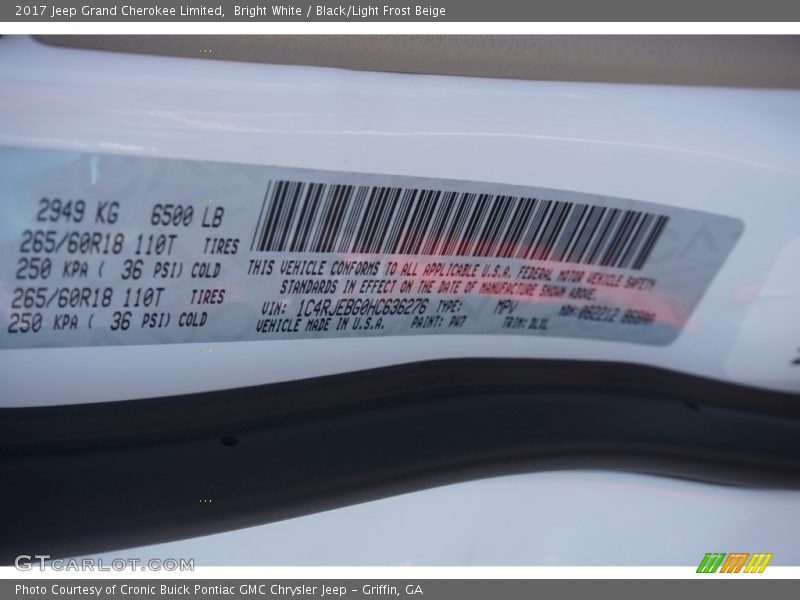 2017 Jeep Grand Cherokee Limited, Bright White / Black/Light Frost Beige
2949 KG 6500 LB
265/60R18 110T TIRES
250 KPA ( 36 PSI) COLD
265/60R18 110T TIRES
250 KPA ( 36 PSI) COLD
THIS VEHICLE CONFORMS TO ALL APPLICABLE U.S.A. FEDERAL MOTOR VEHICLE SAFETY
STANDARDS IN EFFECT ON THE DATE OF MANUFACTURE SHOWN ABOVE.
VIN: 1C4RJEBG0HC636276 TYPE: MPV
VEHICLE MADE IN U.S.A. PAINT: PW7 TRIM:
GTCARLOT.COM
Photo Courtesy of Cronic Buick Pontiac GMC Chrysler Jeep - Griffin, GA